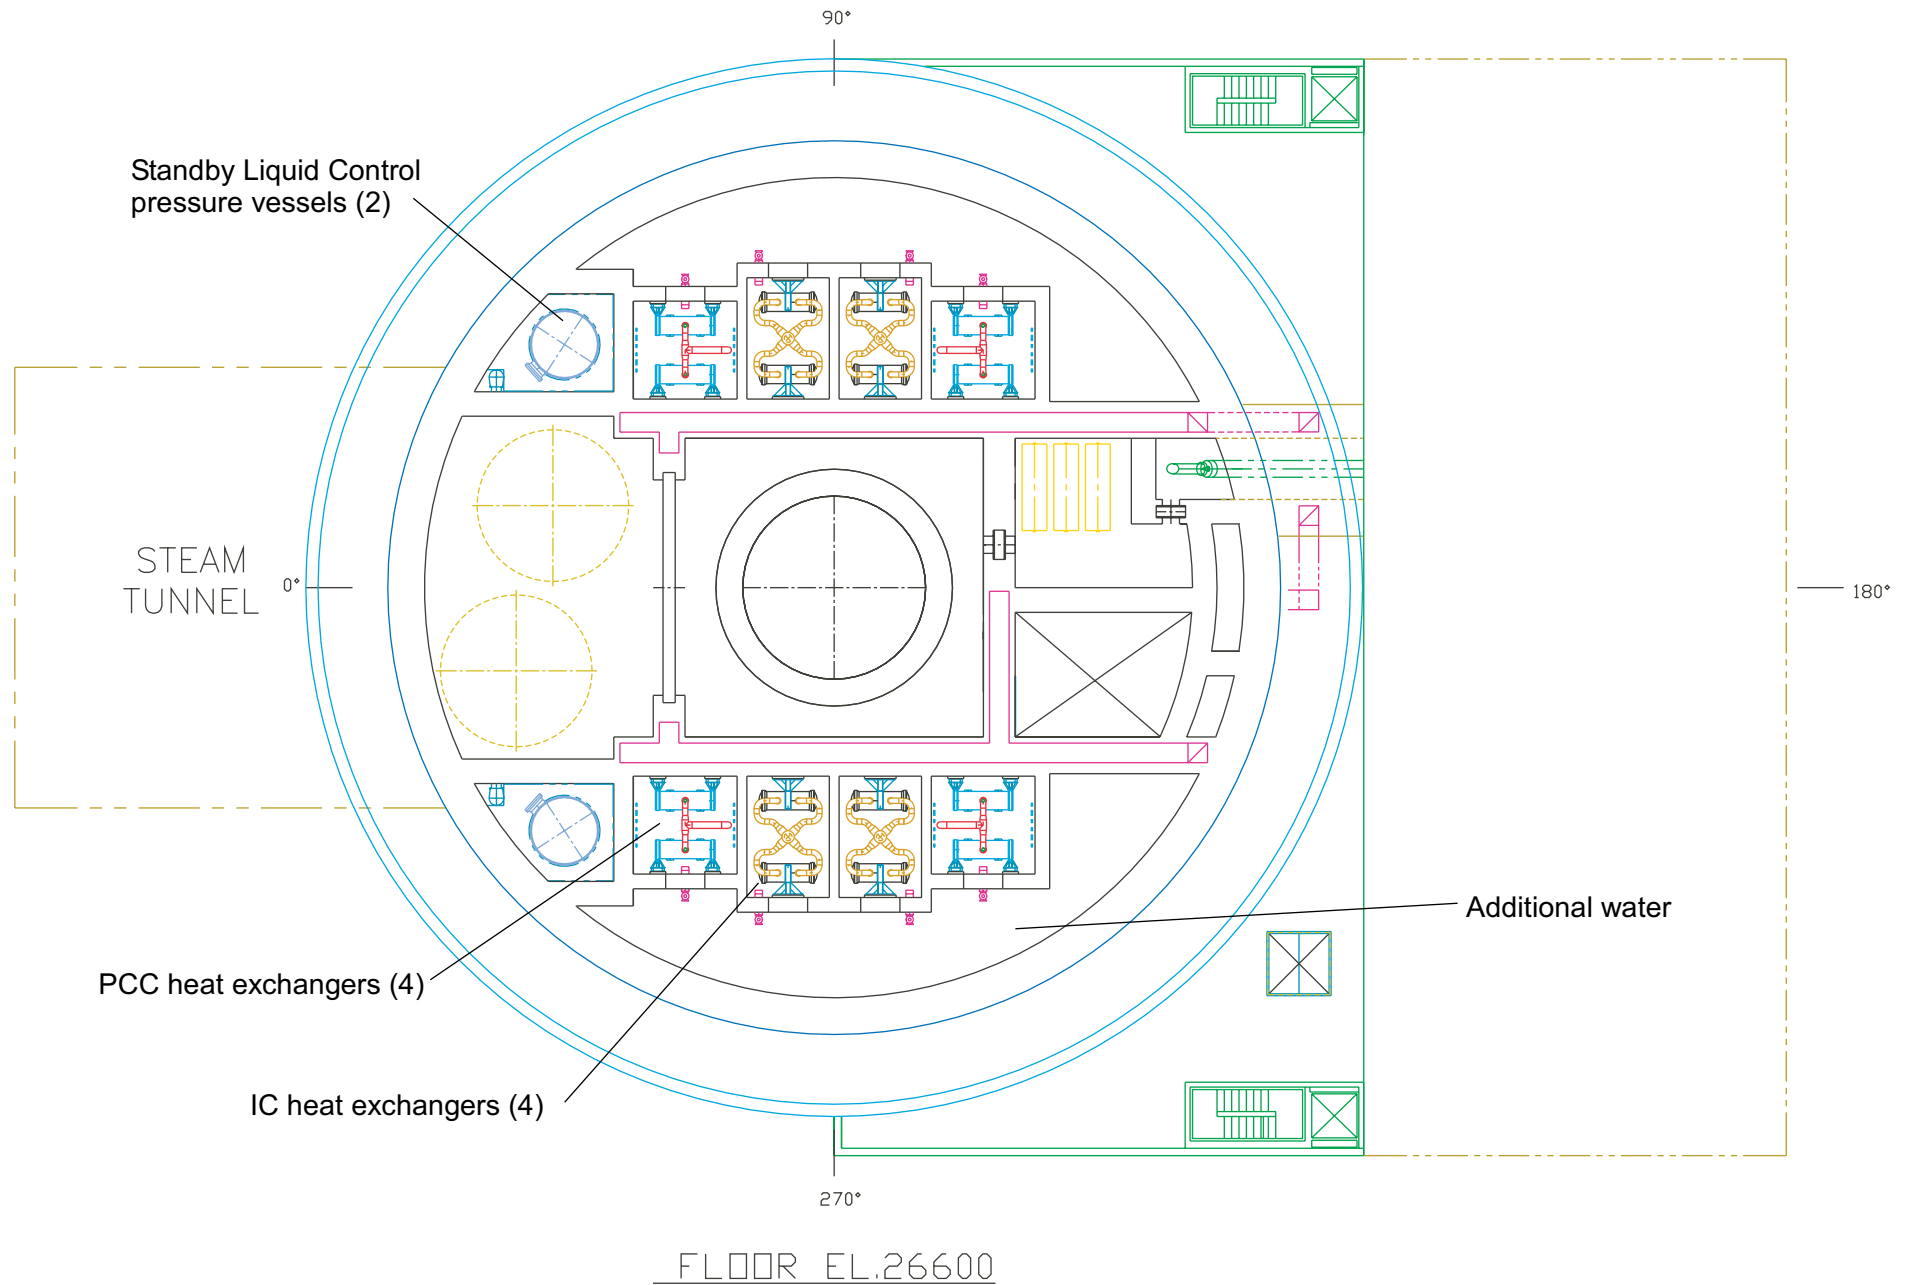 90°
Standby Liquid Control
pressure vessels (2)
STEAM
TUNNEL
0°
180°
Additional water
PCC heat exchangers (4)
IC heat exchangers (4)
270°
FLOOR EL.26600